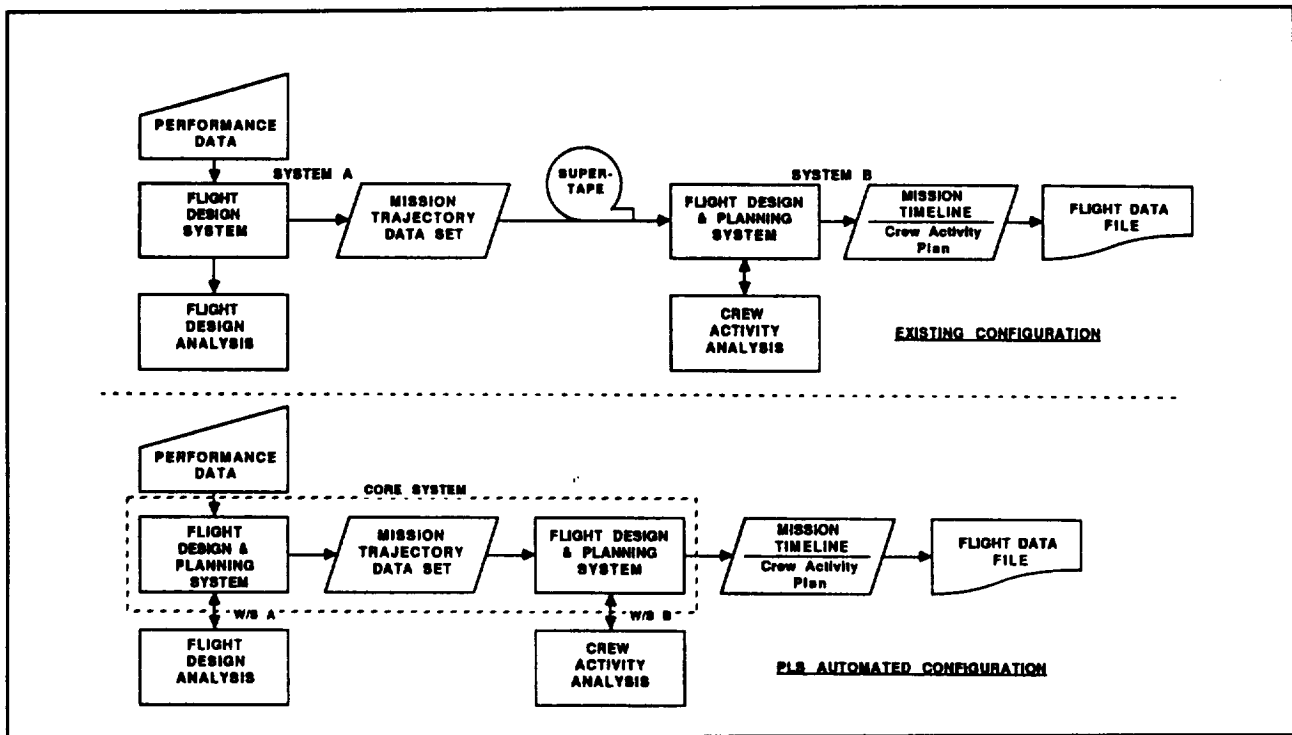 PERFORMANCE
DATA
SYSTEM A
FLIGHT
DESIGN
SYSTEM
MISSION
TRAJECTORY
DATA SET
SUPER-
TAPE
SYSTEM B
FLIGHT DESIGN
& PLANNING
SYSTEM
MISSION
TIMELINE
Crew Activity
Plan
FLIGHT DATA
FILE
FLIGHT
DESIGN
ANALYSIS
CREW
ACTIVITY
ANALYSIS
EXISTING CONFIGURATION
PERFORMANCE
DATA
CORE SYSTEM
FLIGHT
DESIGN &
PLANNING
SYSTEM
MISSION
TRAJECTORY
DATA SET
FLIGHT DESIGN
& PLANNING
SYSTEM
MISSION
TIMELINE
Crew Activity
Plan
FLIGHT DATA
FILE
W/S A
W/S B
FLIGHT
DESIGN
ANALYSIS
CREW
ACTIVITY
ANALYSIS
PLS AUTOMATED CONFIGURATION